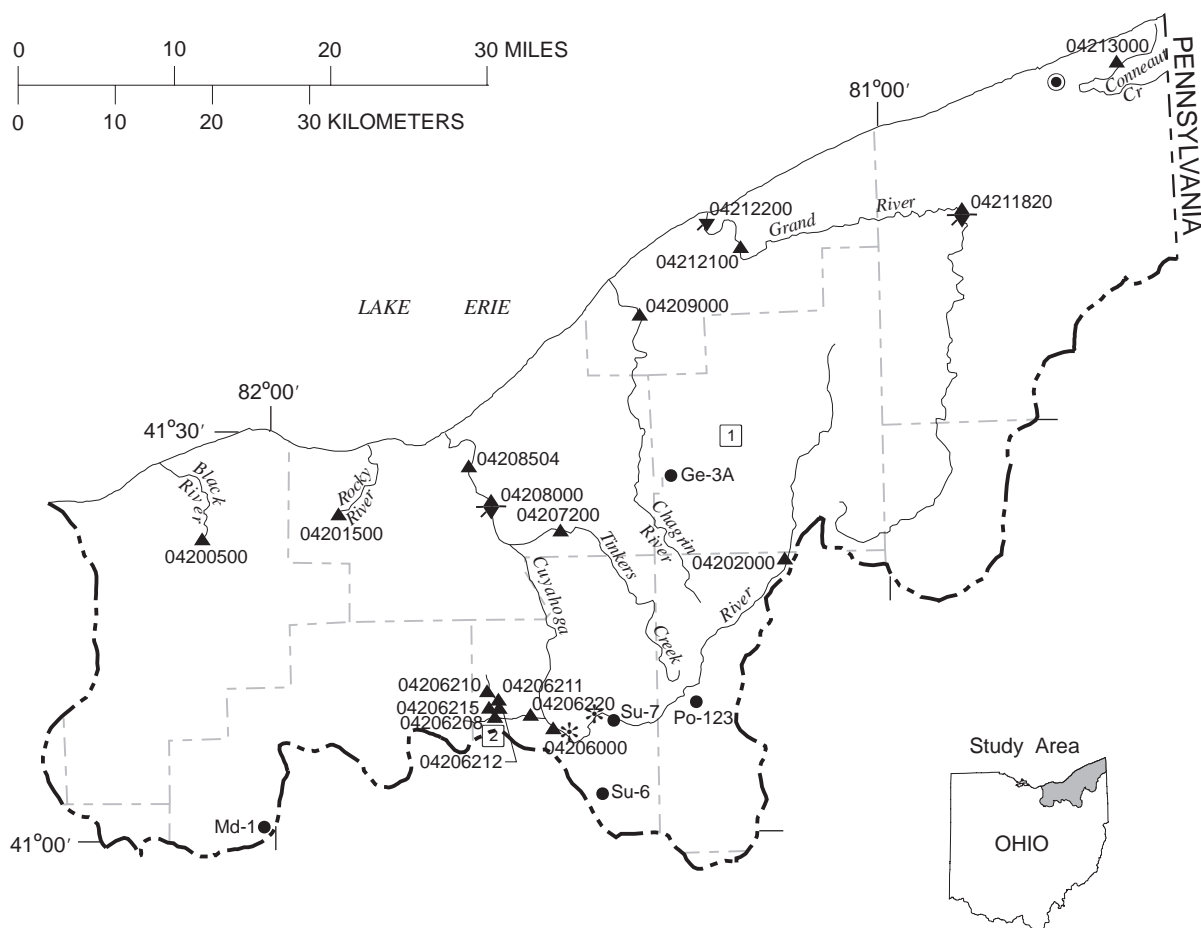 0 10 20 30 MILES
0 10 20 30 KILOMETERS
PENNSYLVANIA
04213000
Conneaut
Cr
81°00′
04212200
Grand
River
04211820
04212100
LAKE ERIE
04209000
82°00′
41°30′
1
Black
River
Rocky
River
04208504
Ge-3A
04208000
04207200
04201500
04200500
Chagrin
River
Tinkers
Creek
04202000
Cuyahoga
River
04206210
04206211
04206215
04206220
Su-7
Po-123
04206208
2
04206000
04206212
Su-6
Md-1
41°00′
Study Area
OHIO